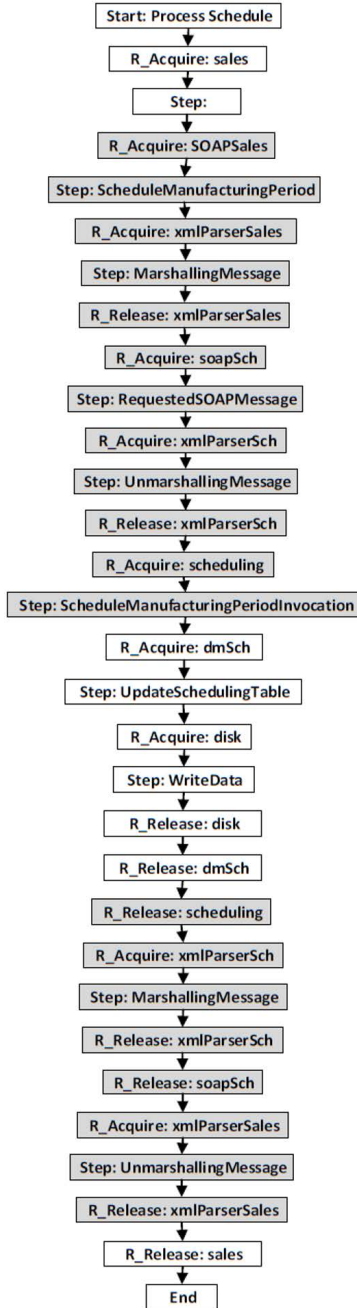 Start: Process Schedule
R_Acquire: sales
Step:
R_Acquire: SOAPSales
Step: ScheduleManufacturingPeriod
R_Acquire: xmlParserSales
Step: MarshallingMessage
R_Release: xmlParserSales
R_Acquire: soapSch
Step: RequestedSOAPMessage
R_Acquire: xmlParserSch
Step: UnmarshallingMessage
R_Release: xmlParserSch
R_Acquire: scheduling
Step: ScheduleManufacturingPeriodInvocation
R_Acquire: dmSch
Step: UpdateSchedulingTable
R_Acquire: disk
Step: WriteData
R_Release: disk
R_Release: dmSch
R_Release: scheduling
R_Acquire: xmlParserSch
Step: MarshallingMessage
R_Release: xmlParserSch
R_Release: soapSch
R_Acquire: xmlParserSales
Step: UnmarshallingMessage
R_Release: xmlParserSales
R_Release: sales
End